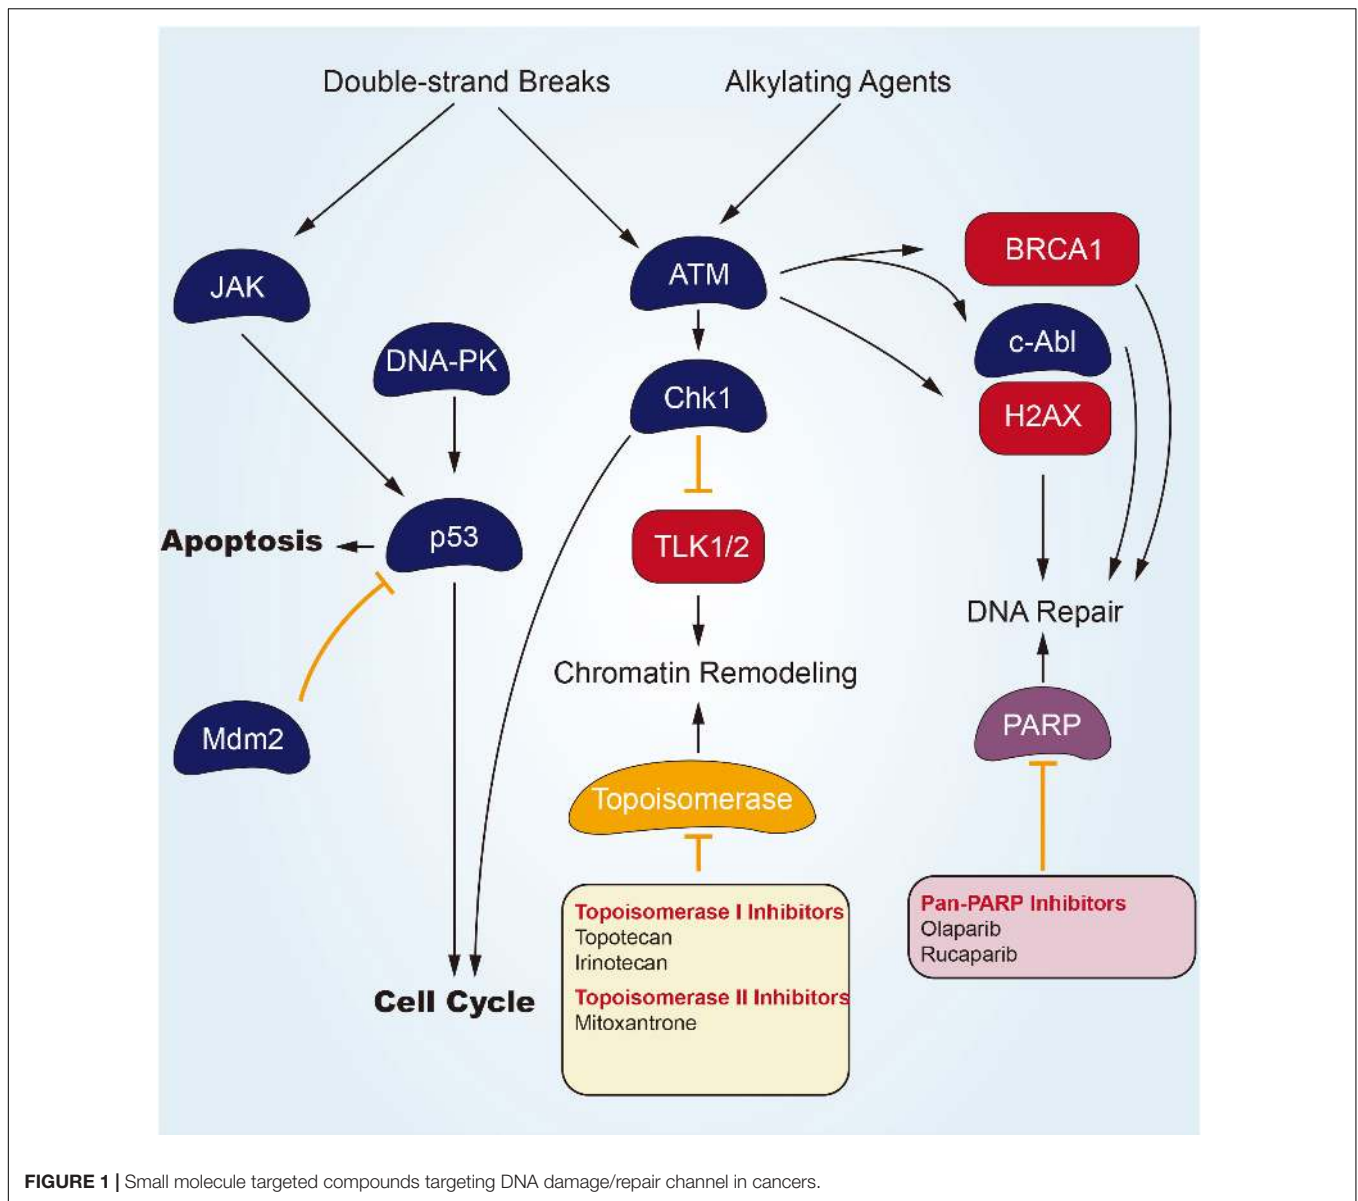 Double-strand Breaks
Alkylating Agents
JAK
ATM
BRCA1
DNA-PK
Chk1
c-Abl
H2AX
Apoptosis
p53
TLK1/2
DNA Repair
Chromatin Remodeling
Mdm2
PARP
Topoisomerase
Topoisomerase I Inhibitors
Topotecan
Irinotecan
Topoisomerase II Inhibitors
Mitoxantrone
Pan-PARP Inhibitors
Olaparib
Rucaparib
Cell Cycle
FIGURE 1 | Small molecule targeted compounds targeting DNA damage/repair channel in cancers.